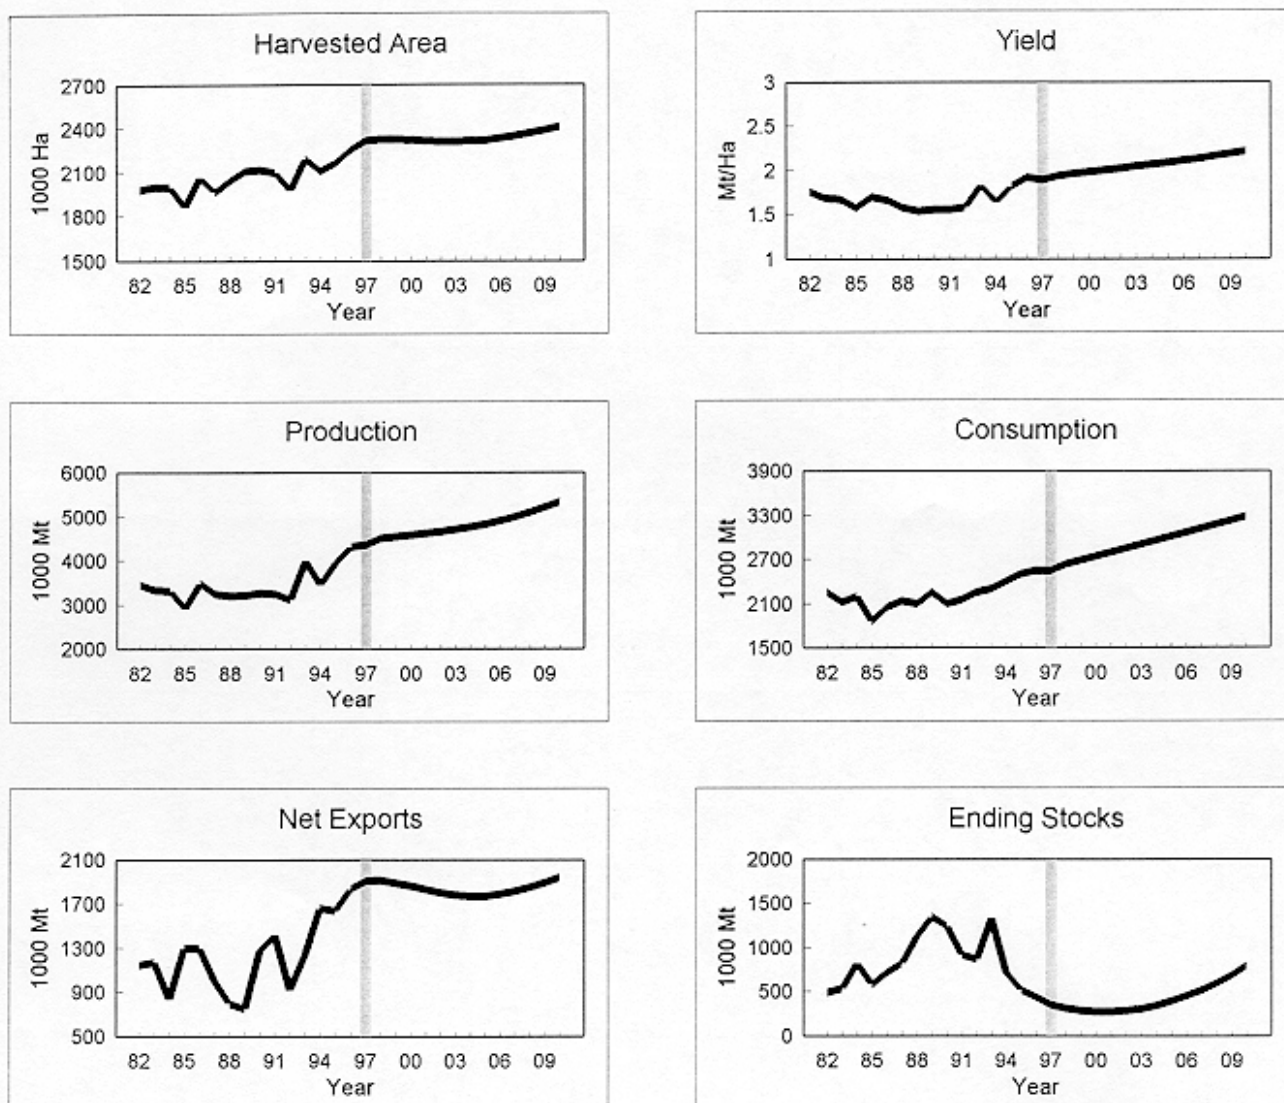 Harvested Area
2700
2400
2100
1800
1500
1000 Ha
82 85 88 91 94 97 00 03 06 09
Year
Yield
3
2.5
2
1.5
1
Mt/Ha
82 85 88 91 94 97 00 03 06 09
Year
Production
6000
5000
4000
3000
2000
1000 Mt
82 85 88 91 94 97 00 03 06 09
Year
Consumption
3900
3300
2700
2100
1500
1000 Mt
82 85 88 91 94 97 00 03 06 09
Year
Net Exports
2100
1700
1300
900
500
1000 Mt
82 85 88 91 94 97 00 03 06 09
Year
Ending Stocks
2000
1500
1000
500
0
1000 Mt
82 85 88 91 94 97 00 03 06 09
Year